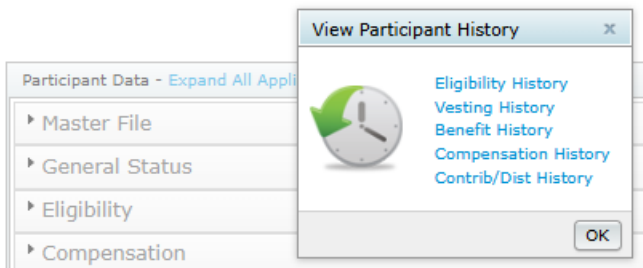 View Participant History x
Participant Data - Expand All Appli
Eligibility History
Vesting History
Benefit History
Compensation History
Contrib/Dist History
Master File
General Status
Eligibility
Compensation
OK